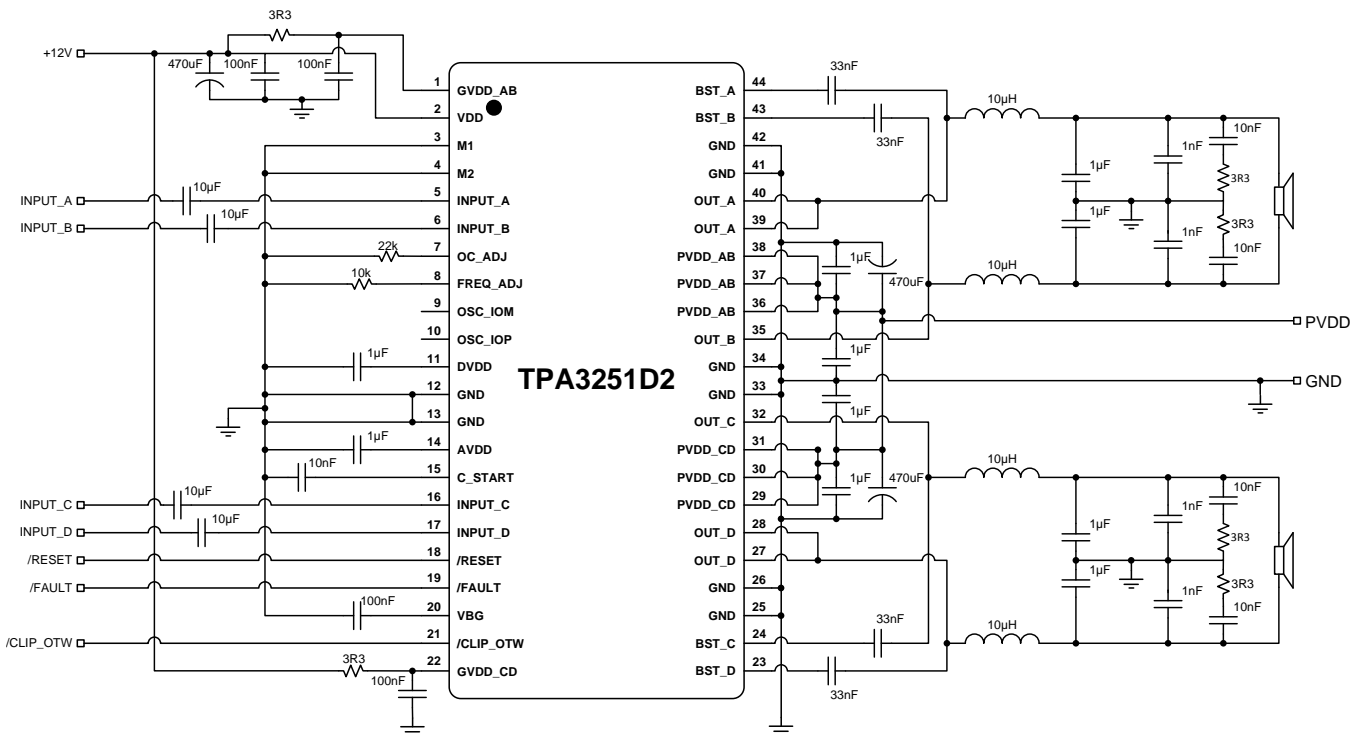 3R3
+12V
470uF
100nF
100nF
1 GVDD_AB
2 VDD
3 M1
4 M2
INPUT_A 10µF 5 INPUT_A
INPUT_B 10µF 6 INPUT_B
22k 7 OC_ADJ
10k 8 FREQ_ADJ
9 OSC_IOM
10 OSC_IOP
1µF 11 DVDD
12 GND
13 GND
1µF 14 AVDD
10nF 15 C_START
INPUT_C 10µF 16 INPUT_C
INPUT_D 10µF 17 INPUT_D
/RESET 18 /RESET
/FAULT 19 /FAULT
100nF 20 VBG
/CLIP_OTW 21 /CLIP_OTW
3R3 22 GVDD_CD
100nF
TPA3251D2
BST_A 44 33nF
BST_B 43 33nF
GND 42
GND 41
OUT_A 40
OUT_A 39
PVDD_AB 38
PVDD_AB 37
PVDD_AB 36
OUT_B 35
GND 34
GND 33
OUT_C 32
PVDD_CD 31
PVDD_CD 30
PVDD_CD 29
OUT_D 28
OUT_D 27
GND 26
GND 25
BST_C 24 33nF
BST_D 23 33nF
1µF
470uF
1µF
1µF
1µF
470uF
10µH
10nF
1nF
1µF
3R3
1µF
3R3
1nF
10nF
10µH
PVDD
GND
10µH
10nF
1nF
1µF
3R3
1µF
3R3
1nF
10nF
10µH